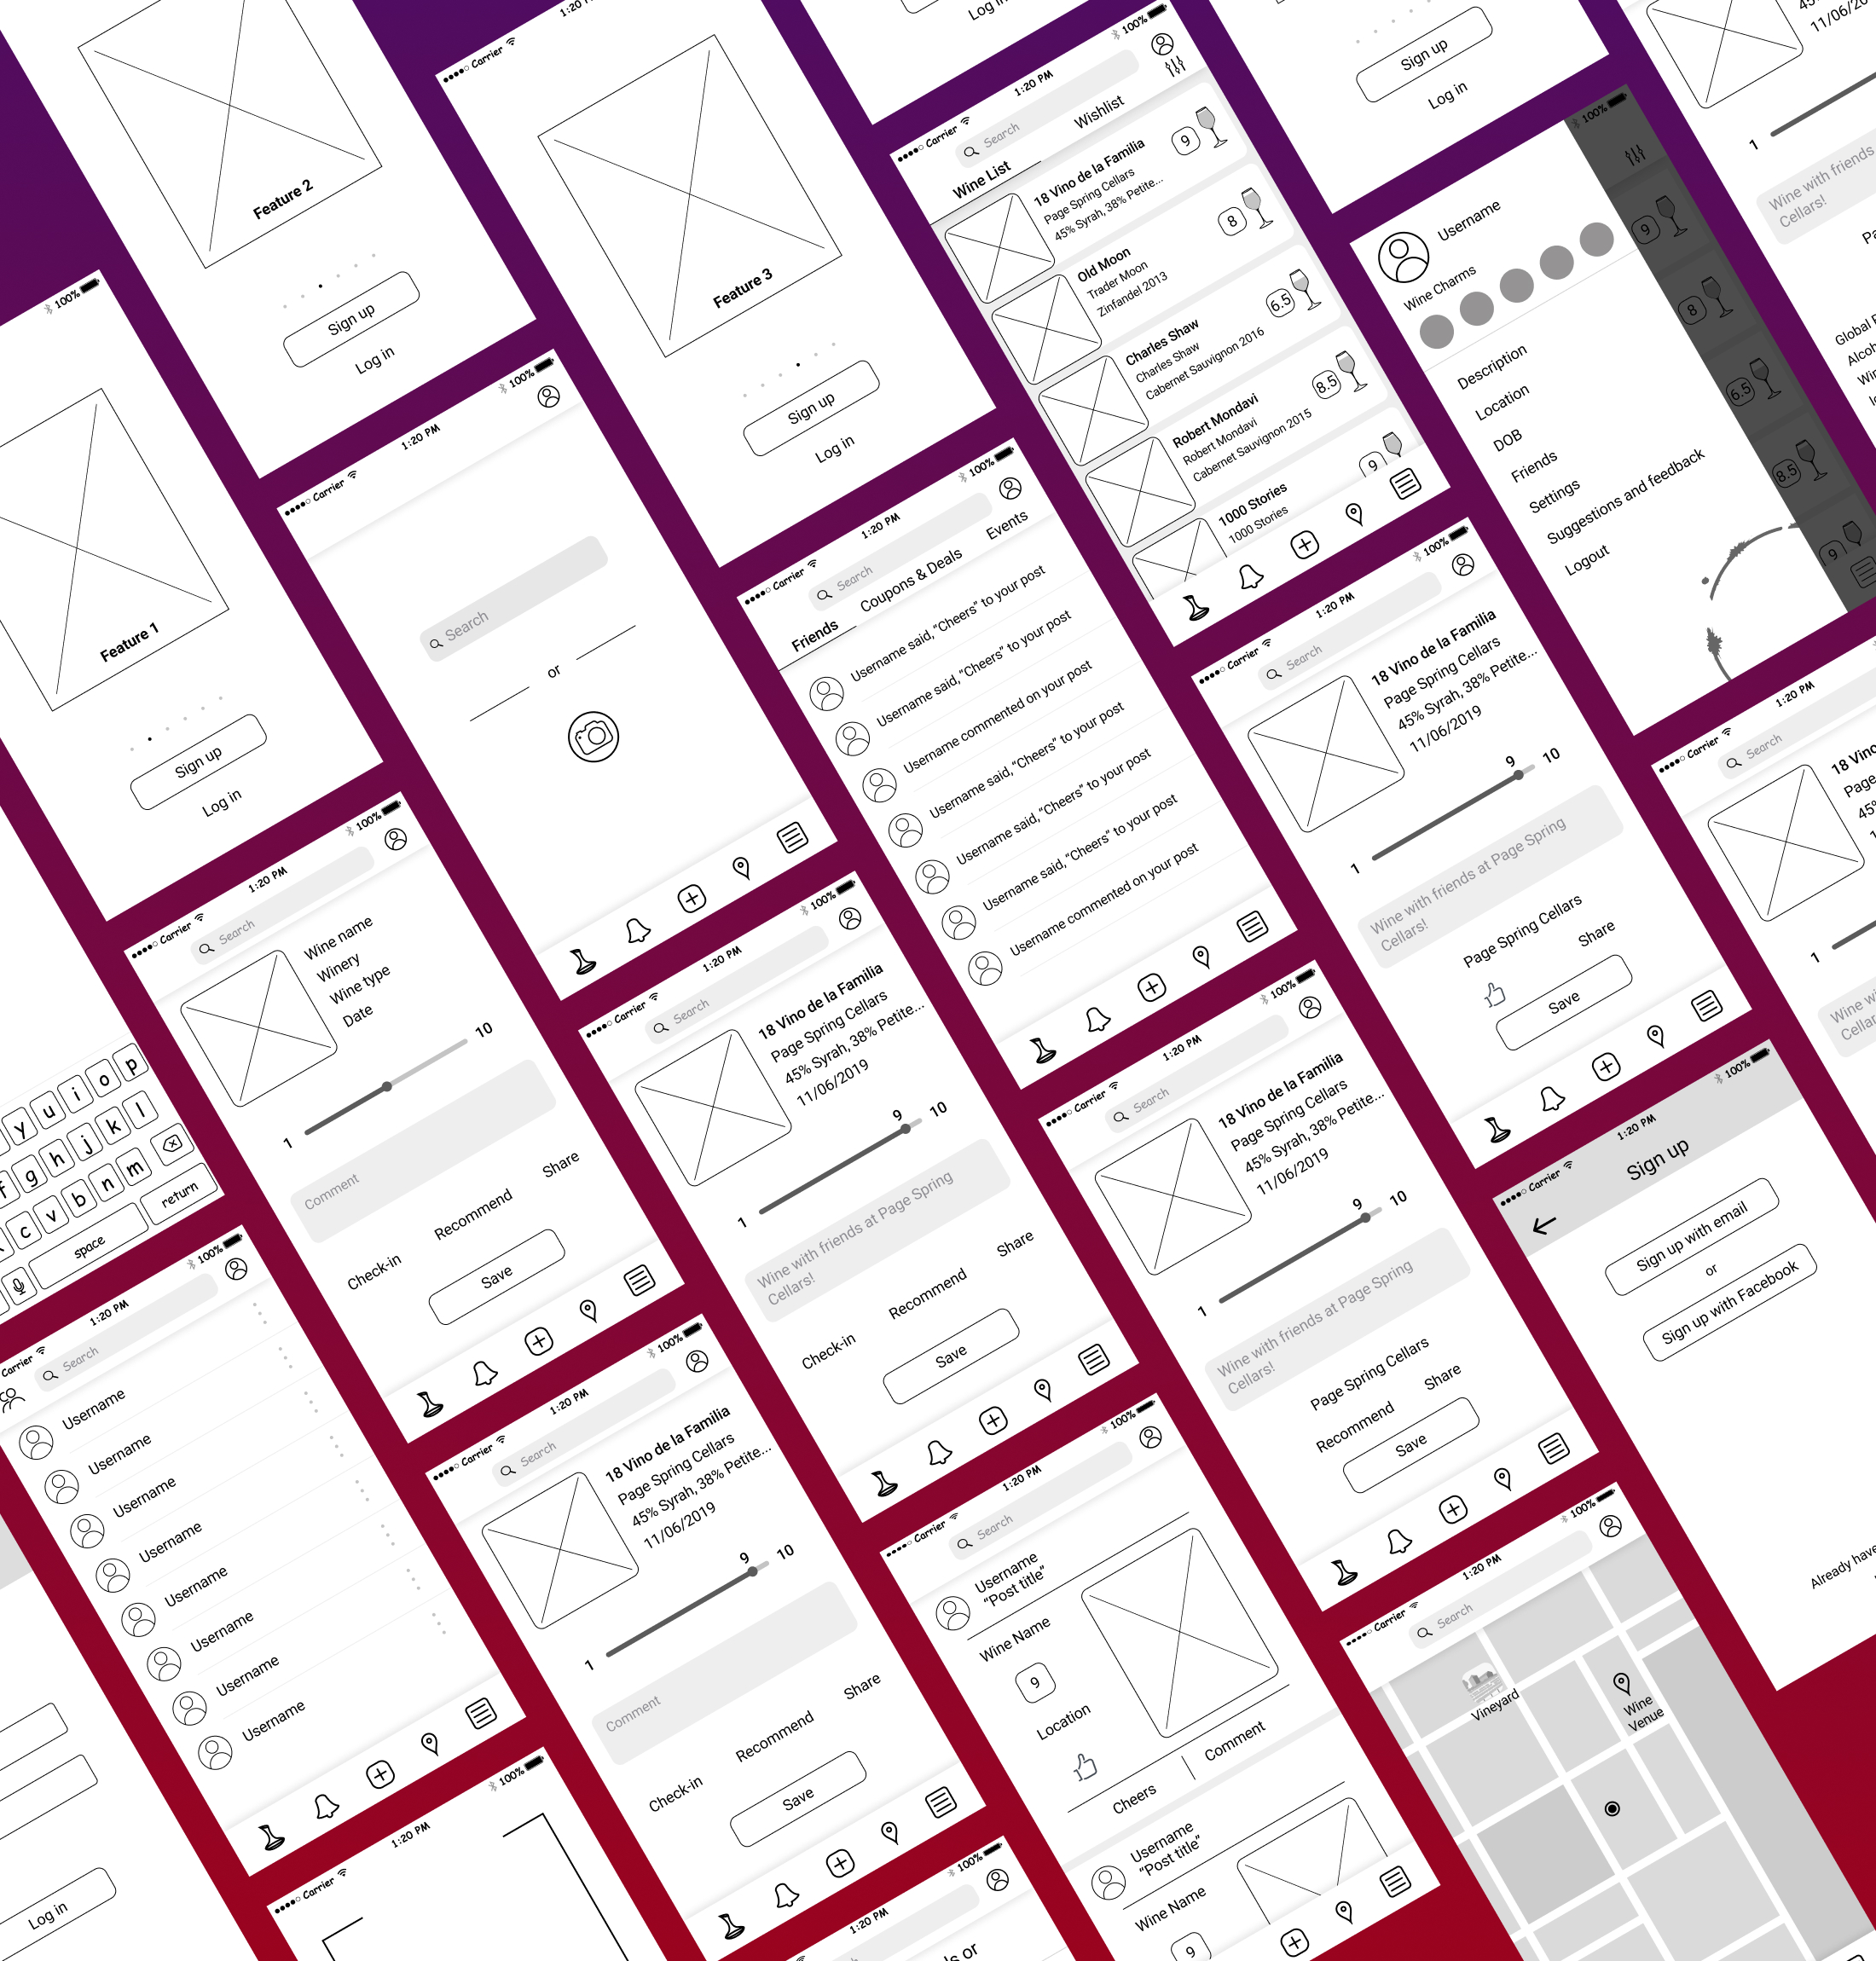 Feature 2
Sign up
Log in
100%
Feature 1
Sign up
Log in
1:20 PM
Carrier
Feature 3
Sign up
Log in
Log in
100%
1:20 PM
Carrier
Search
Wine List
Wishlist
18 Vino de la Familia
Page Spring Cellars
45% Syrah, 38% Petite...
9
Old Moon
Trader Moon
Zinfandel 2013
8
Charles Shaw
Charles Shaw
Cabernet Sauvignon 2016
6.5
Robert Mondavi
Robert Mondavi
Cabernet Sauvignon 2015
8.5
1000 Stories
1000 Stories
9
Sign up
Log in
100%
Username
Wine Charms
Description
Location
DOB
Friends
Settings
Suggestions and feedback
Logout
9
8
6.5
8.5
9
11/06/2019
1
Wine with friends
Cellars!
100%
1:20 PM
Carrier
Search
or
100%
1:20 PM
Carrier
Search
Friends
Coupons & Deals
Events
Username said, “Cheers” to your post
Username said, “Cheers” to your post
Username commented on your post
Username said, “Cheers” to your post
Username said, “Cheers” to your post
Username said, “Cheers” to your post
Username commented on your post
100%
1:20 PM
Carrier
Search
18 Vino de la Familia
Page Spring Cellars
45% Syrah, 38% Petite...
11/06/2019
9
10
1
Wine with friends at Page Spring
Cellars!
Page Spring Cellars
Share
Save
1:20 PM
Carrier
Search
1
100%
1:20 PM
Carrier
Search
Wine name
Winery
Wine type
Date
10
1
Comment
Check-in
Recommend
Share
Save
100%
1:20 PM
Carrier
Search
18 Vino de la Familia
Page Spring Cellars
45% Syrah, 38% Petite...
11/06/2019
9
10
1
Wine with friends at Page Spring
Cellars!
Check-in
Recommend
Share
Save
100%
1:20 PM
Carrier
Search
18 Vino de la Familia
Page Spring Cellars
45% Syrah, 38% Petite...
11/06/2019
9
10
1
Wine with friends at Page Spring
Cellars!
Page Spring Cellars
Recommend
Share
Save
100%
1:20 PM
Carrier
Sign up
Sign up with email
or
Sign up with Facebook
Already have
y u i o p
f g h j k l
c v b n m
space
return
100%
1:20 PM
Carrier
Search
Username
Username
Username
Username
Username
Username
Username
Username
Log in
100%
1:20 PM
Carrier
Search
18 Vino de la Familia
Page Spring Cellars
45% Syrah, 38% Petite...
11/06/2019
9
10
1
Comment
Check-in
Recommend
Share
Save
100%
1:20 PM
Carrier
Search
Username
“Post title”
Wine Name
9
Location
Cheers
Comment
Username
“Post title”
Wine Name
9
100%
1:20 PM
Carrier
Search
Vineyard
Wine
Venue
100%
1:20 PM
Carrier
100%
1:20 PM